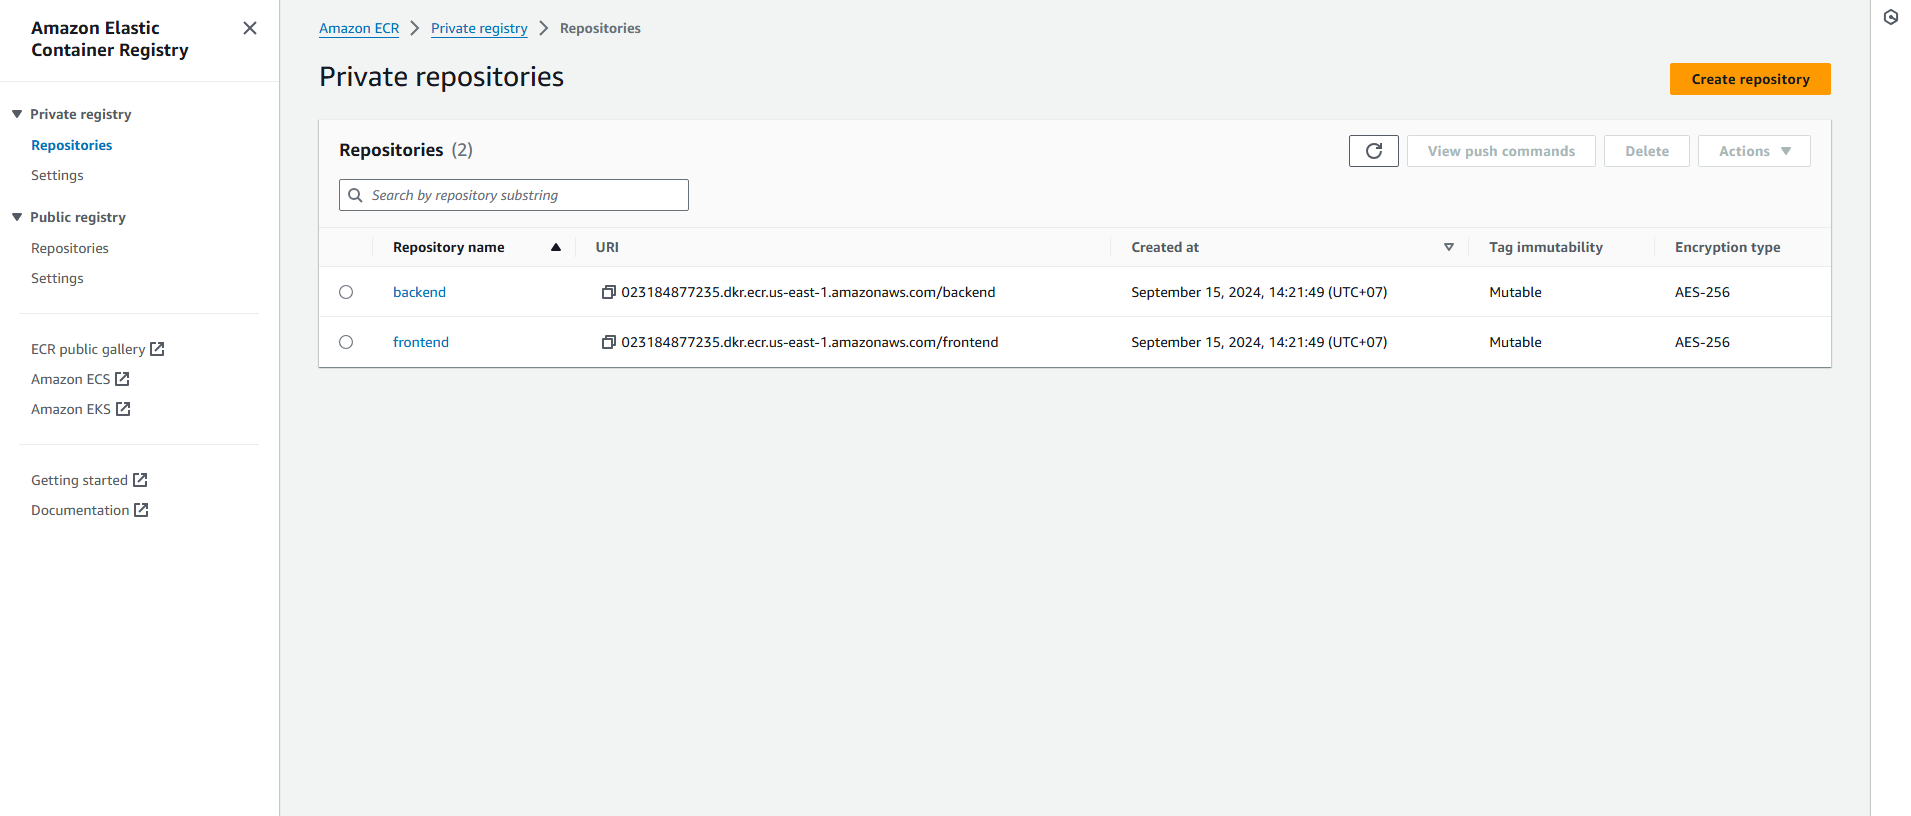 Amazon Elastic
Container Registry
Private registry
Repositories
Settings
Public registry
Repositories
Settings
ECR public gallery
Amazon ECS
Amazon EKS
Getting started
Documentation
Amazon ECR Private registry Repositories
Private repositories
Create repository
Repositories (2)
View push commands Delete Actions
Search by repository substring
Repository name URI Created at Tag immutability Encryption type
backend 023184877235.dkr.ecr.us-east-1.amazonaws.com/backend September 15, 2024, 14:21:49 (UTC+07) Mutable AES-256
frontend 023184877235.dkr.ecr.us-east-1.amazonaws.com/frontend September 15, 2024, 14:21:49 (UTC+07) Mutable AES-256